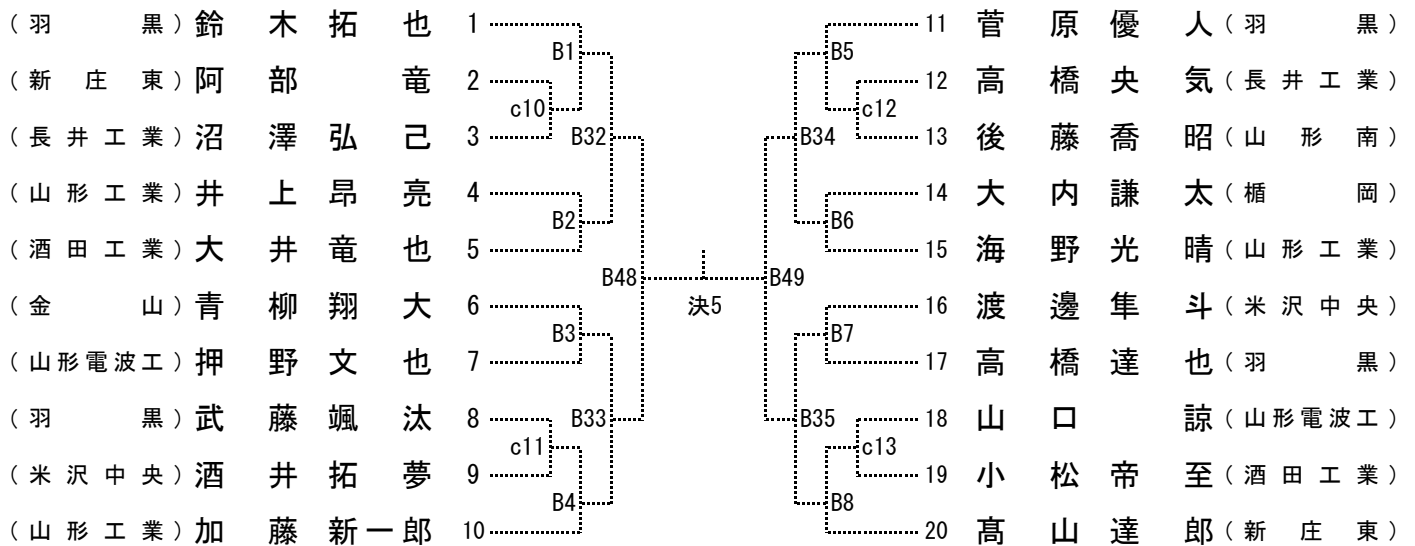 （羽黒）鈴木拓也 1
（新庄東）阿部竜 2
（長井工業）沼澤弘己 3
（山形工業）井上昂亮 4
（酒田工業）大井竜也 5
（金山）青柳翔大 6
（山形電波工）押野文也 7
（羽黒）武藤颯汰 8
（米沢中央）酒井拓夢 9
（山形工業）加藤新一郎 10
B1
c10
B32
B2
B48
B3
B33
c11
B4
決5
B5
c12
B34
B6
B49
B7
B35
c13
B8
11 菅原優人（羽黒）
12 高橋央気（長井工業）
13 後藤喬昭（山形南）
14 大内謙太（楯岡）
15 海野光晴（山形工業）
16 渡邊隼斗（米沢中央）
17 高橋達也（羽黒）
18 山口諒（山形電波工）
19 小松帝至（酒田工業）
20 髙山達郎（新庄東）